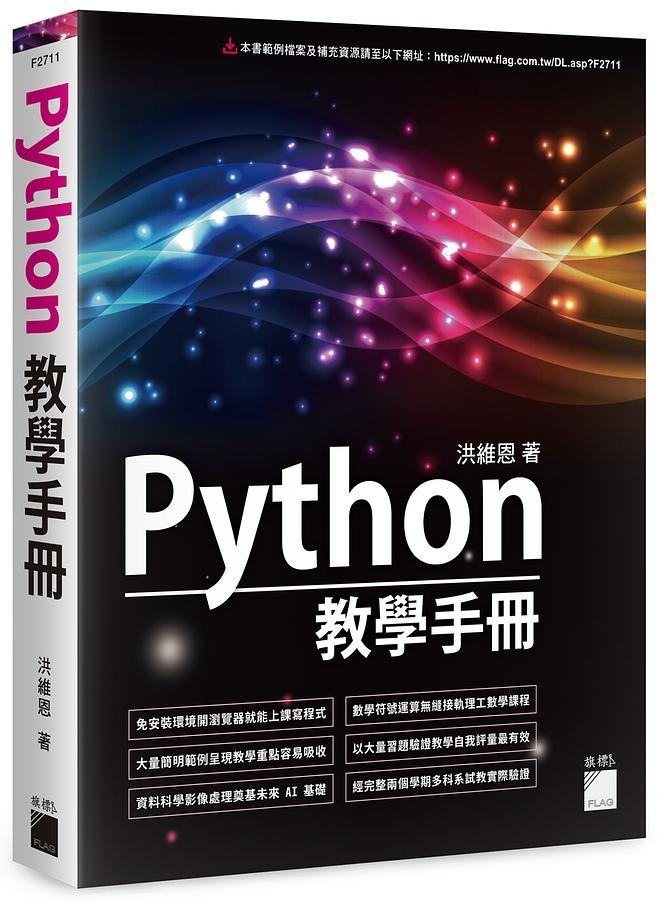 F2711
Python
教學手冊
洪維恩 著
旗標
FLAG
本書範例檔案及補充資源請至以下網址：https://www.flag.com.tw/DL.asp?F2711
洪維恩 著
Python
教學手冊
免安裝環境開瀏覽器就能上課寫程式
大量簡明範例呈現教學重點容易吸收
資料科學影像處理奠基未來 AI 基礎
數學符號運算無縫接軌理工數學課程
以大量習題驗證教學自我評量最有效
經完整兩個學期多科系試教實際驗證
旗標
FLAG